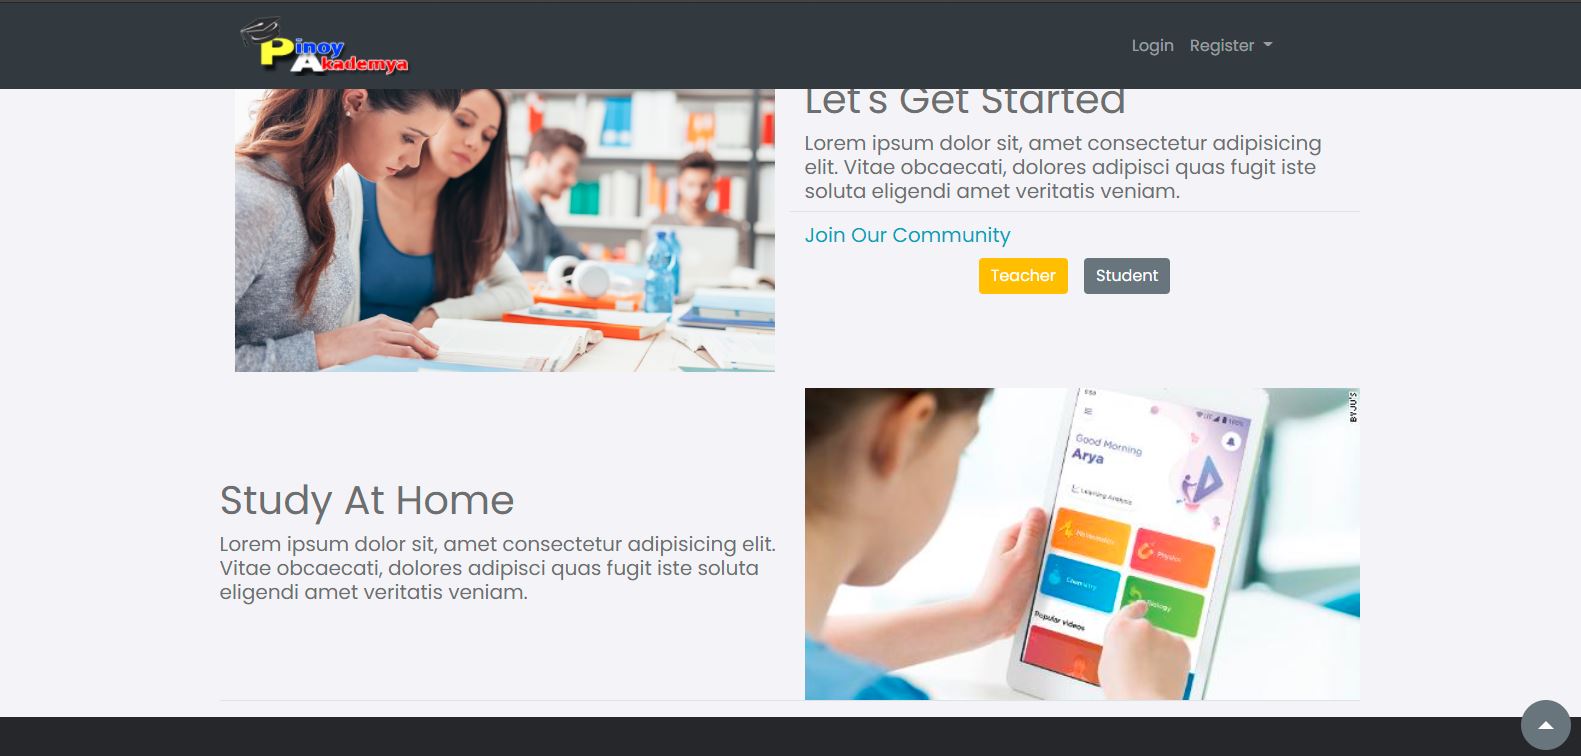 Pinoy
Akademya
Login Register
Let's Get Started
Lorem ipsum dolor sit, amet consectetur adipisicing
elit. Vitae obcaecati, dolores adipisci quas fugit iste
soluta eligendi amet veritatis veniam.
Join Our Community
Teacher Student
BYJU'S
Good Morning
Arya
Learning Analysis
Mathematics
Physics
Chemistry
Biology
Popular videos
Study At Home
Lorem ipsum dolor sit, amet consectetur adipisicing elit.
Vitae obcaecati, dolores adipisci quas fugit iste soluta
eligendi amet veritatis veniam.